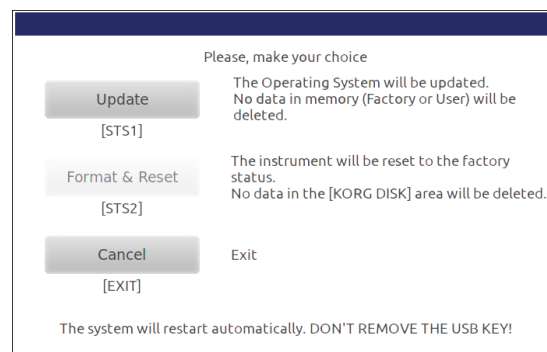 Please, make your choice
Update
[STS1]
The Operating System will be updated.
No data in memory (Factory or User) will be
deleted.
Format & Reset
[STS2]
The instrument will be reset to the factory
status.
No data in the [KORG DISK] area will be deleted.
Cancel
[EXIT]
Exit
The system will restart automatically. DON'T REMOVE THE USB KEY!